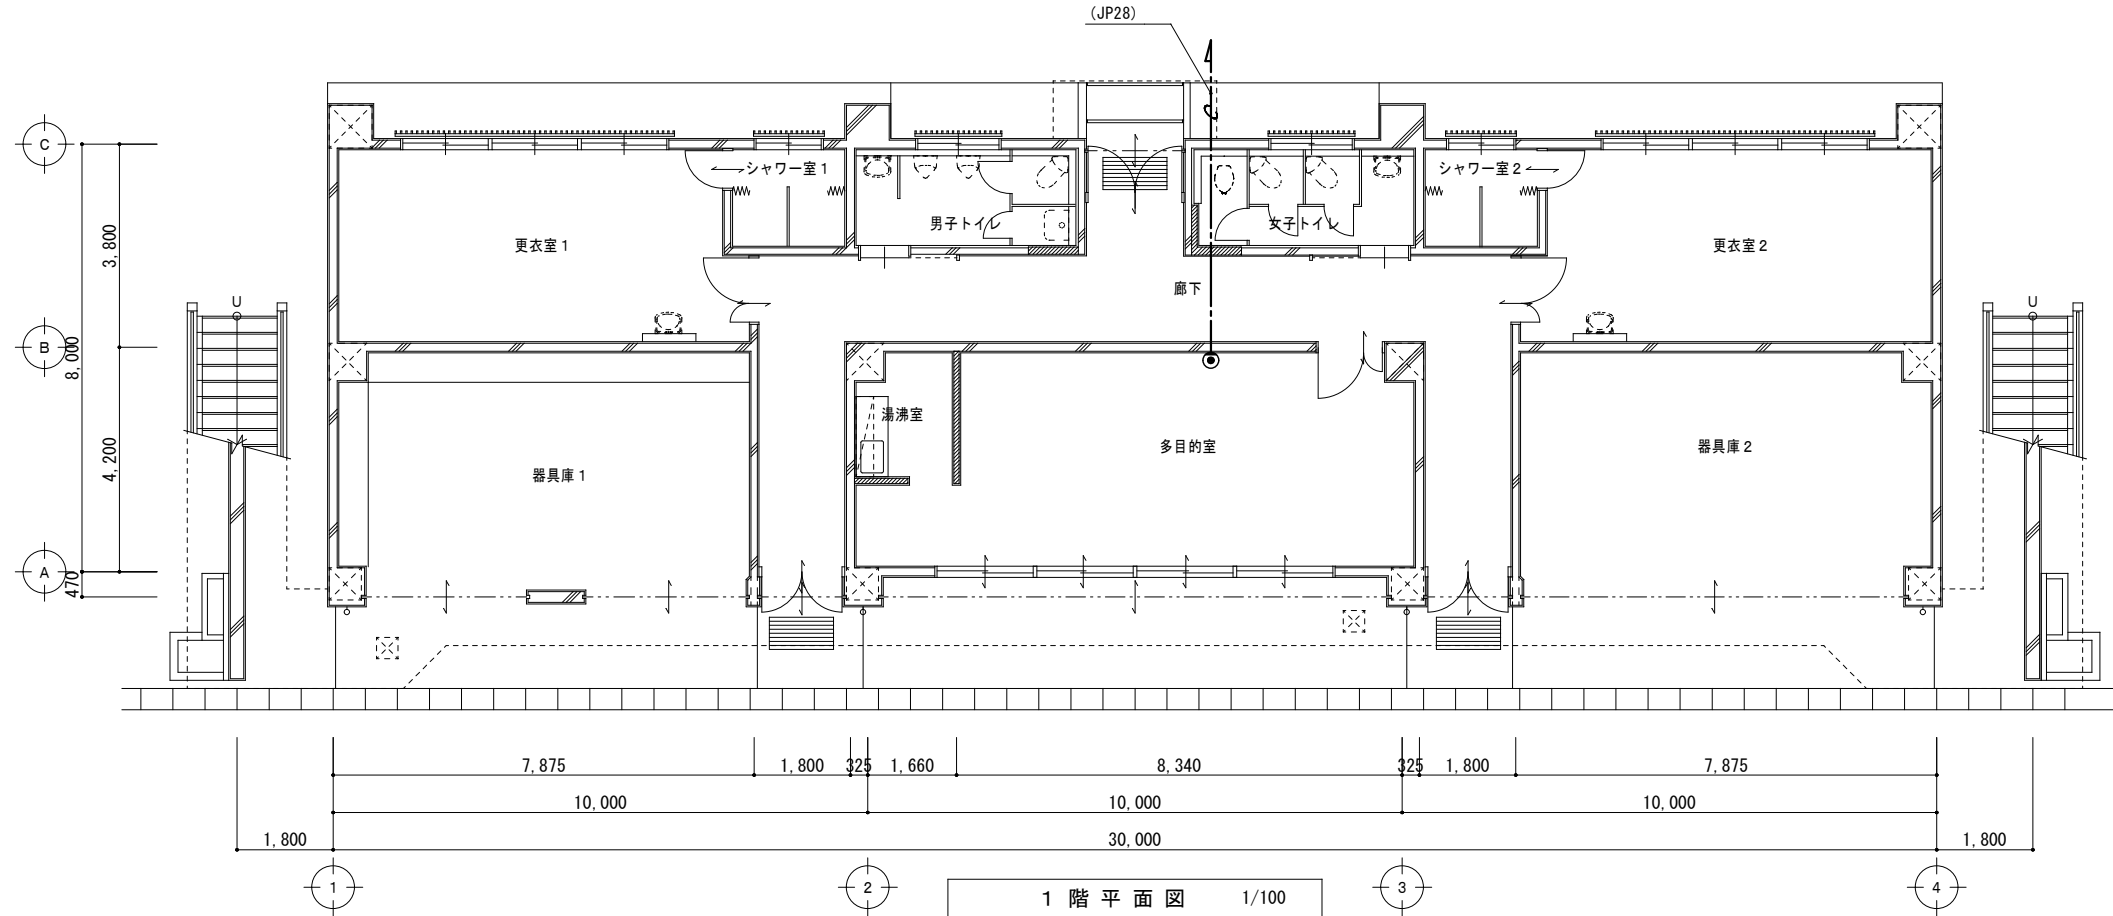 (JP28)
C
シャワー室1
シャワー室2
男子トイレ
女子トイレ
3,800
更衣室1
更衣室2
廊下
U
U
B
8,000
湯沸室
4,200
器具庫1
多目的室
器具庫2
A
470
7,875
1,800
325
1,660
8,340
325
1,800
7,875
10,000
10,000
10,000
1,800
30,000
1,800
1
2
3
4
1階平面図 1/100